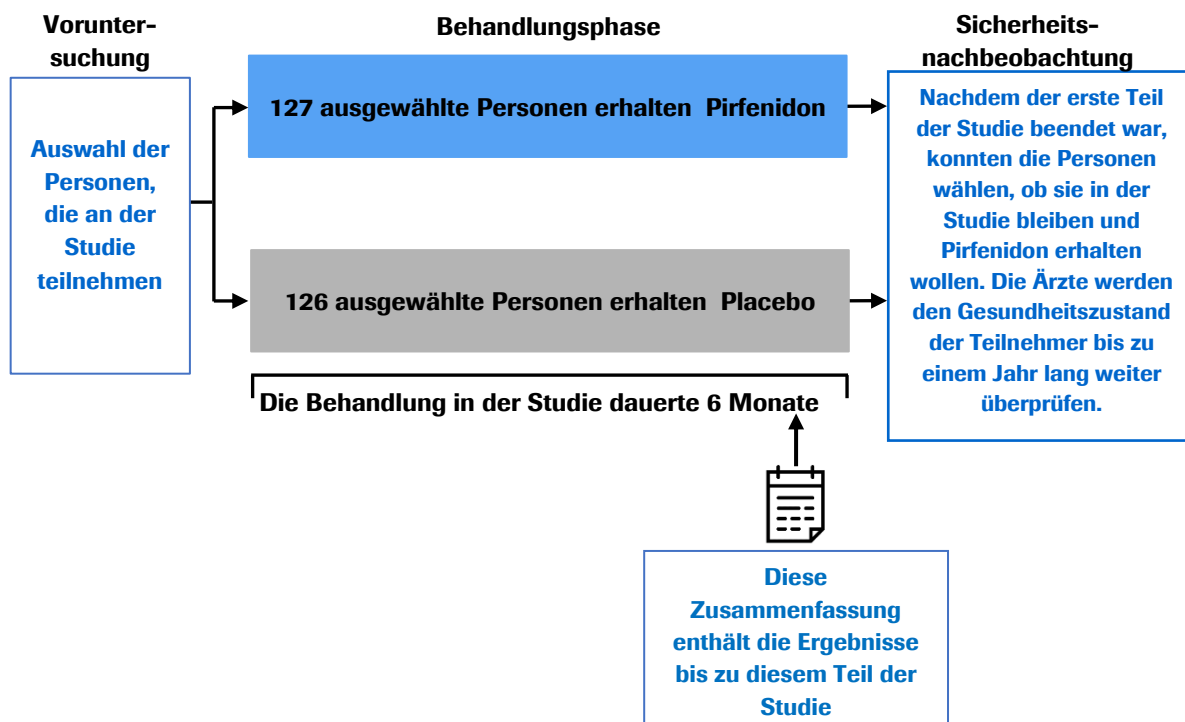 Vorunter-
suchung
Auswahl der
Personen,
die an der
Studie
teilnehmen
Behandlungsphase
127 ausgewählte Personen erhalten Pirfenidon
126 ausgewählte Personen erhalten Placebo
Die Behandlung in der Studie dauerte 6 Monate
Diese
Zusammenfassung
enthält die Ergebnisse
bis zu diesem Teil der
Studie
Sicherheits-
nachbeobachtung
Nachdem der erste Teil
der Studie beendet war,
konnten die Personen
wählen, ob sie in der
Studie bleiben und
Pirfenidon erhalten
wollen. Die Ärzte werden
den Gesundheitszustand
der Teilnehmer bis zu
einem Jahr lang weiter
überprüfen.